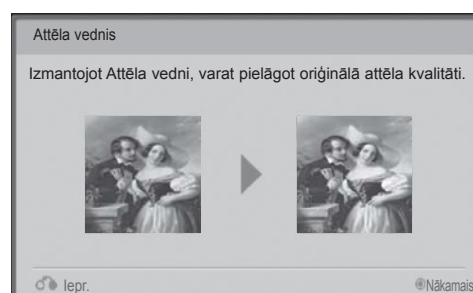 Attēla vednis
Izmantojot Attēla vedni, varat pielāgot oriģinālā attēla kvalitāti.
Iepr.
Nākamais